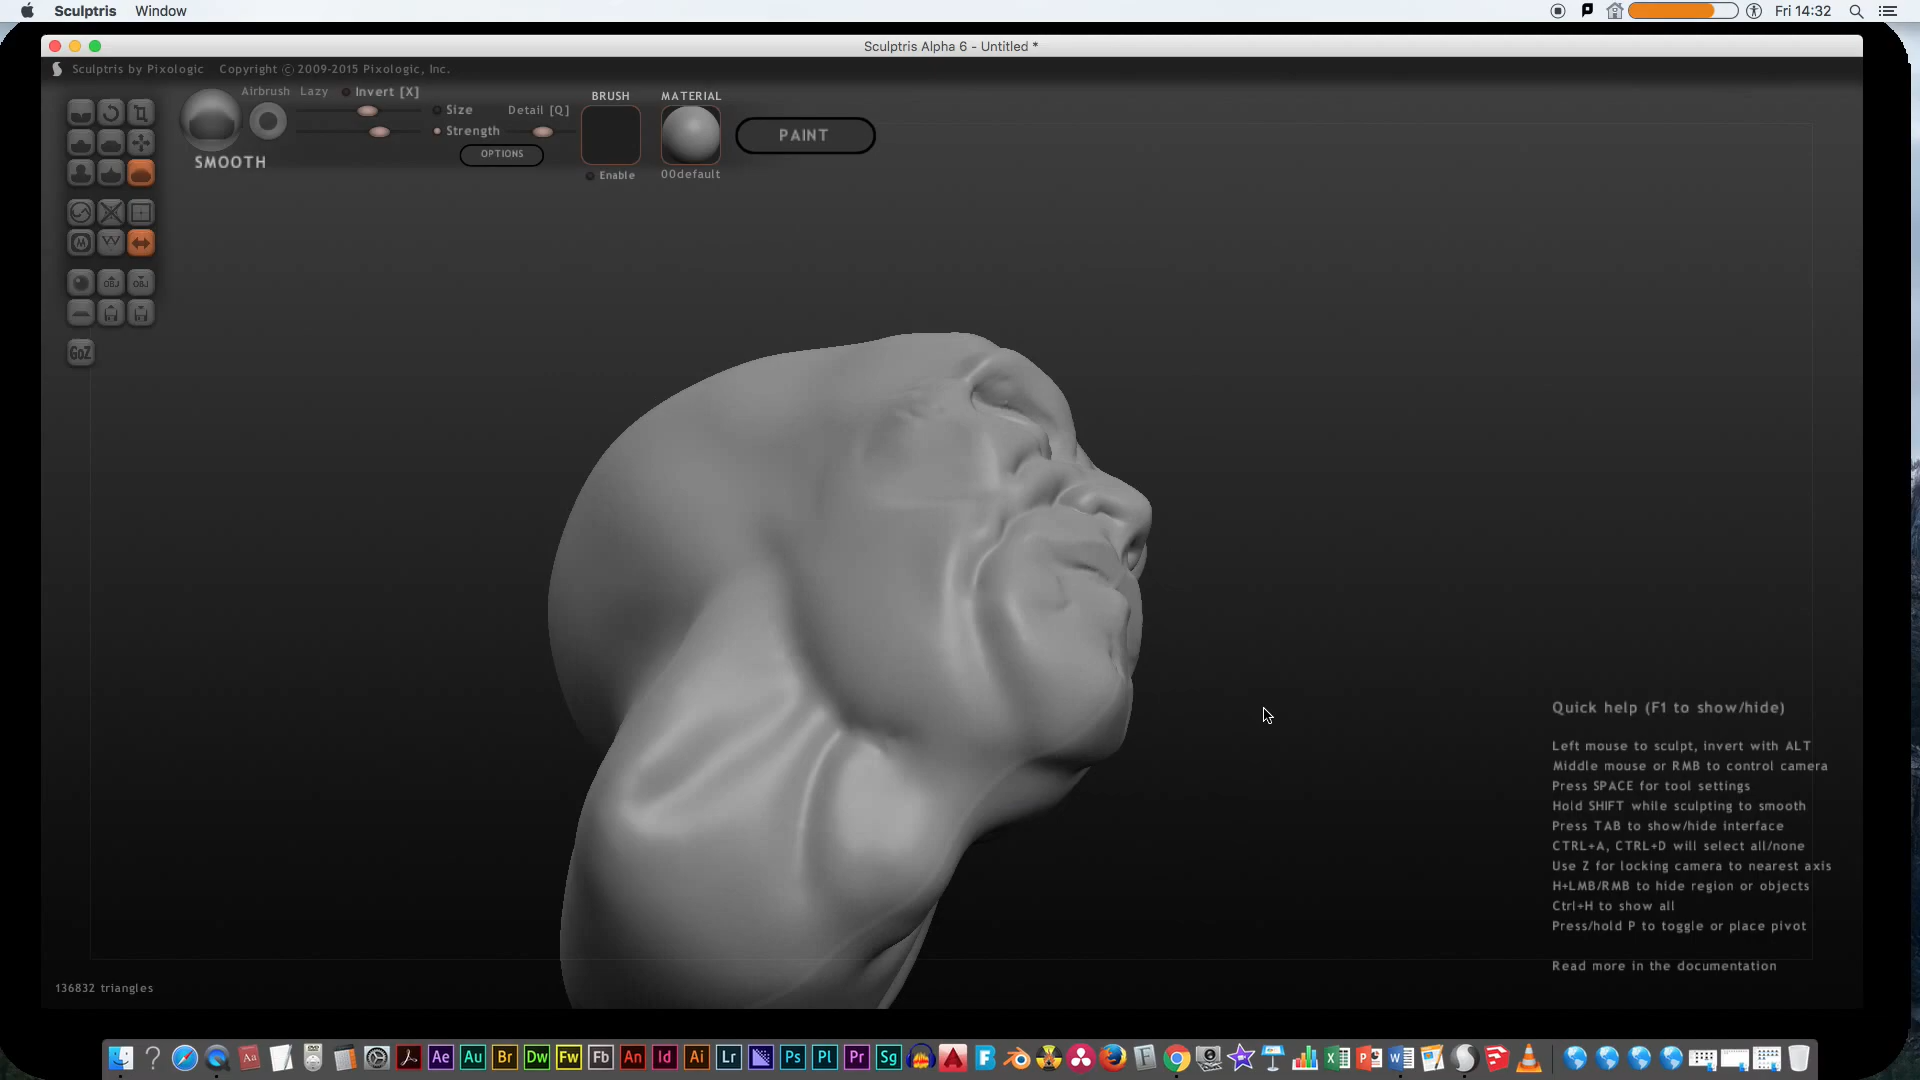 Sculptris Window
Fri 14:32
Sculptris Alpha 6 - Untitled *
Sculptris by Pixologic Copyright © 2009-2015 Pixologic, Inc.
Airbrush Lazy Invert [X]
Size Detail [Q]
Strength
OPTIONS
SMOOTH
BRUSH
Enable
MATERIAL
00default
PAINT
OBJ OBJ
GoZ
Quick help (F1 to show/hide)
Left mouse to sculpt, invert with ALT
Middle mouse or RMB to control camera
Press SPACE for tool settings
Hold SHIFT while sculpting to smooth
Press TAB to show/hide interface
CTRL+A, CTRL+D will select all/none
Use Z for locking camera to nearest axis
H+LMB/RMB to hide region or objects
Ctrl+H to show all
Press/hold P to toggle or place pivot
Read more in the documentation
136832 triangles
? Aa Ae Au Br Dw Fw Fb An Id Ai Lr Ps Pl Pr Sg